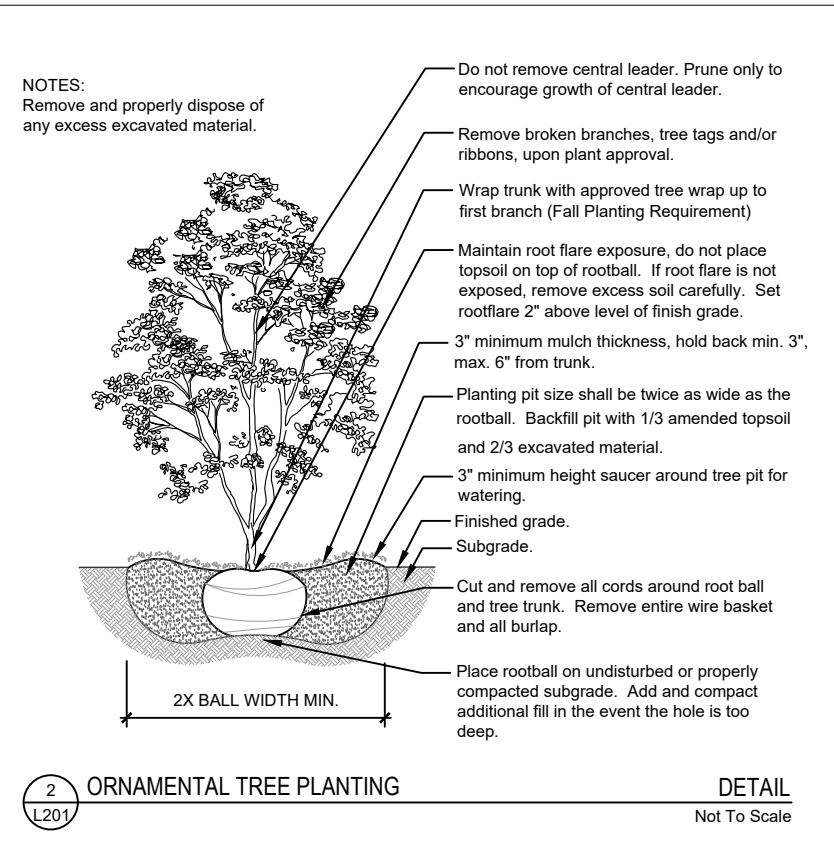 NOTES:
Remove and properly dispose of
any excess excavated material.
Do not remove central leader. Prune only to
encourage growth of central leader.
Remove broken branches, tree tags and/or
ribbons, upon plant approval.
Wrap trunk with approved tree wrap up to
first branch (Fall Planting Requirement)
Maintain root flare exposure, do not place
topsoil on top of rootball. If root flare is not
exposed, remove excess soil carefully. Set
rootflare 2" above level of finish grade.
3" minimum mulch thickness, hold back min. 3",
max. 6" from trunk.
Planting pit size shall be twice as wide as the
rootball. Backfill pit with 1/3 amended topsoil
and 2/3 excavated material.
3" minimum height saucer around tree pit for
watering.
Finished grade.
Subgrade.
Cut and remove all cords around root ball
and tree trunk. Remove entire wire basket
and all burlap.
Place rootball on undisturbed or properly
compacted subgrade. Add and compact
additional fill in the event the hole is too
deep.
2X BALL WIDTH MIN.
2
L201
ORNAMENTAL TREE PLANTING
DETAIL
Not To Scale